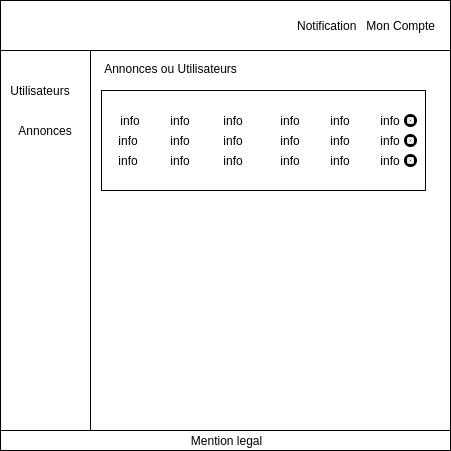 Notification Mon Compte
Annonces ou Utilisateurs
Utilisateurs
Annonces
info info info info info info
info info info info info info
info info info info info info
Mention legal